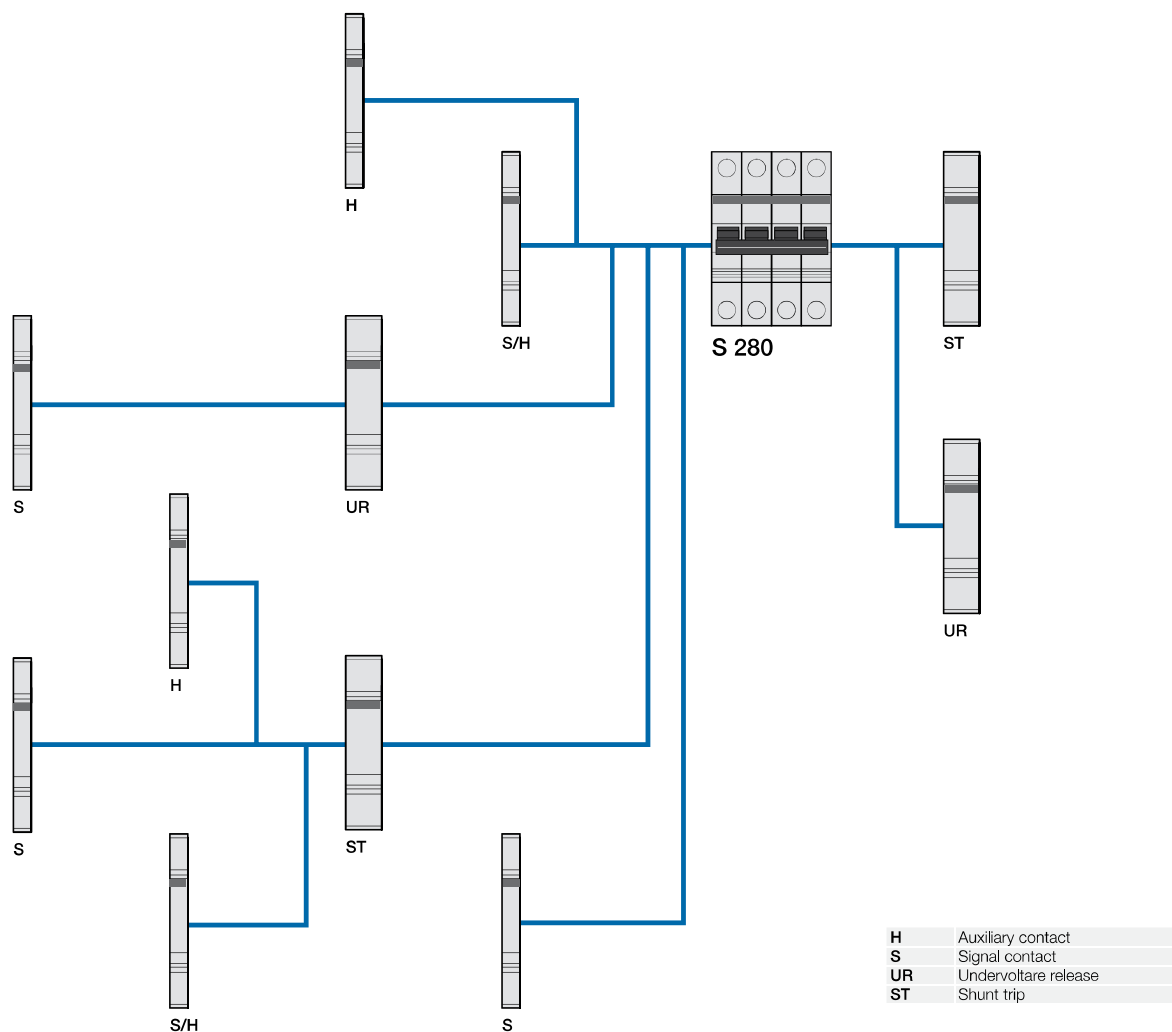 H
S/H
S 280
ST
S
UR
UR
H
S
ST
S/H
S
H Auxiliary contact
S Signal contact
UR Undervoltare release
ST Shunt trip